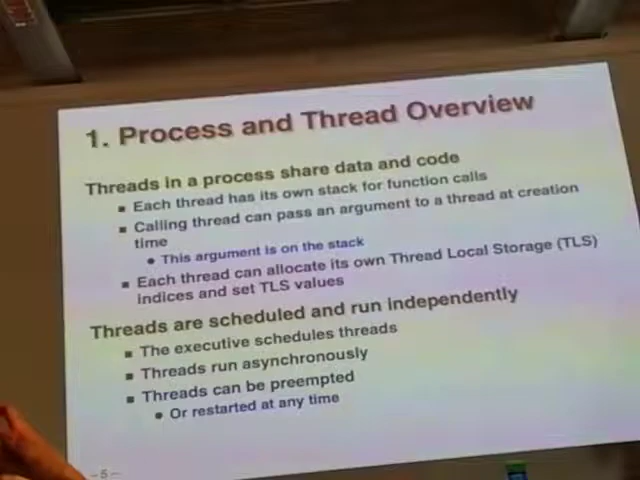 1. Process and Thread Overview
Threads in a process share data and code
Each thread has its own stack for function calls
Calling thread can pass an argument to a thread at creation
time
This argument is on the stack
Each thread can allocate its own Thread Local Storage (TLS)
indices and set TLS values
Threads are scheduled and run independently
The executive schedules threads
Threads run asynchronously
Threads can be preempted
Or restarted at any time
– 5 –